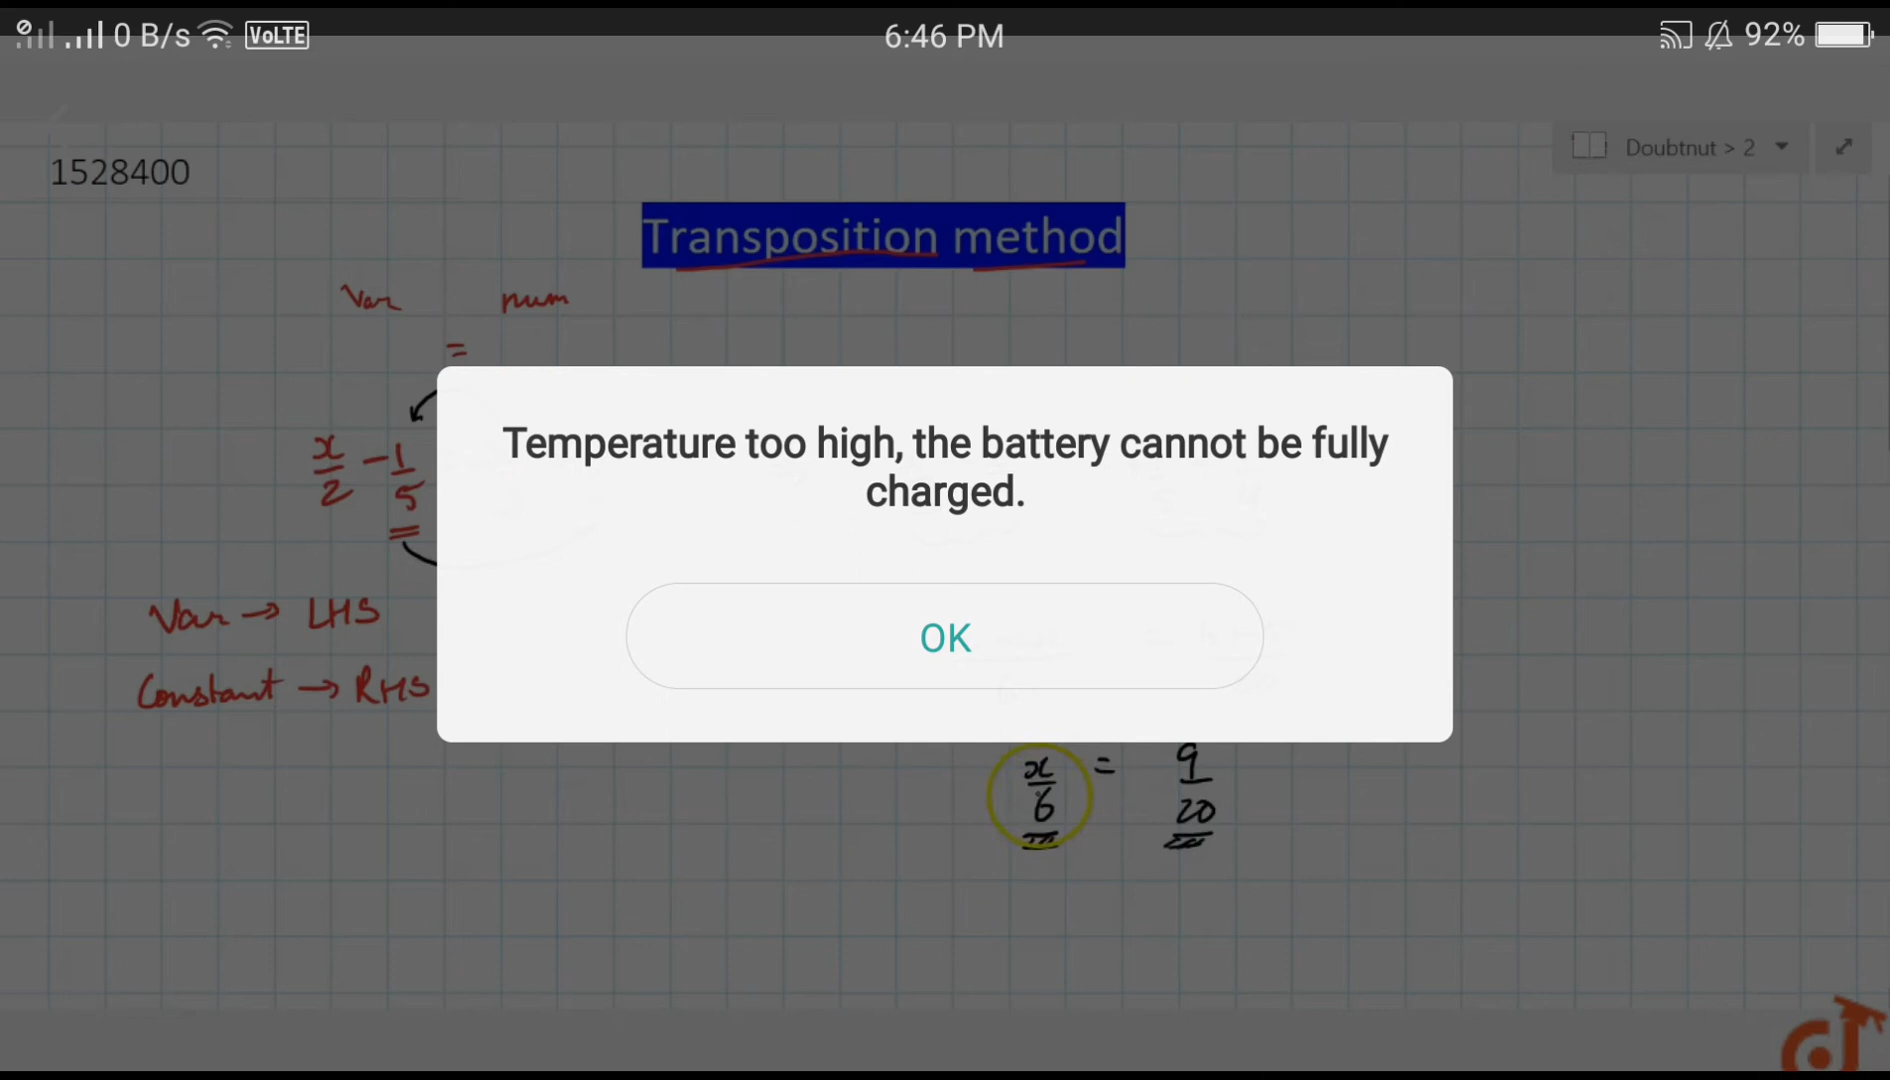 0 B/s VoLTE 6:46 PM 92%
1528400
Doubtnut > 2
Transposition method
Var num
=
x/2 - 1/5
Temperature too high, the battery cannot be fully
charged.
OK
Var → LHS
Constant → RHS
x/6 = 9/20